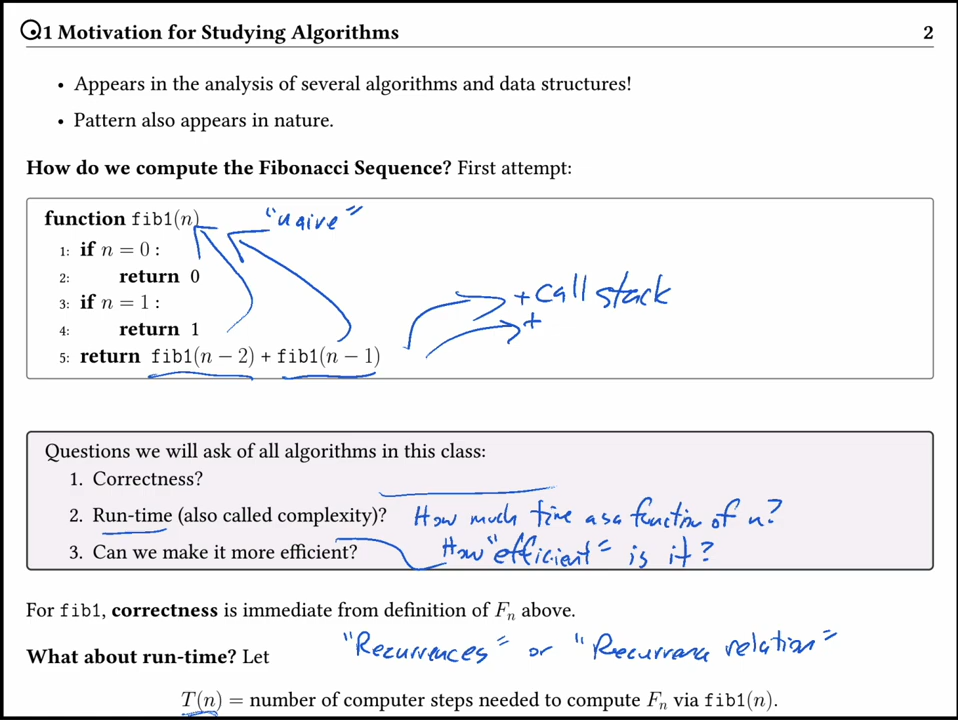 1 Motivation for Studying Algorithms 2
• Appears in the analysis of several algorithms and data structures!
• Pattern also appears in nature.
How do we compute the Fibonacci Sequence? First attempt:
function fib1(n) "naive"
1: if n = 0 :
2: return 0
3: if n = 1 :
4: return 1
5: return fib1(n − 2) + fib1(n − 1)
+ call stack
+
Questions we will ask of all algorithms in this class:
1. Correctness?
2. Run-time (also called complexity)? How much time as a function of n?
3. Can we make it more efficient? How "efficient" is it?
For fib1, correctness is immediate from definition of Fₙ above.
"Recurrences" or "Recurrence relation"
What about run-time? Let
T(n) = number of computer steps needed to compute Fₙ via fib1(n).